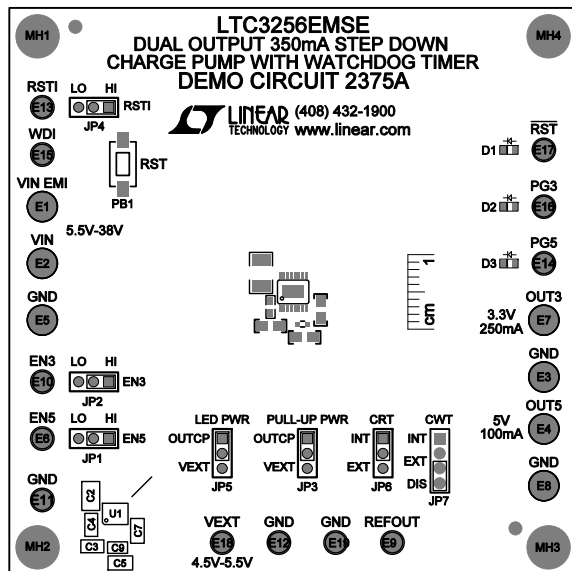 LTC3256EMSE
DUAL OUTPUT 350mA STEP DOWN
CHARGE PUMP WITH WATCHDOG TIMER
DEMO CIRCUIT 2375A
LINEAR TECHNOLOGY (408) 432-1900
www.linear.com
MH1
MH4
RSTI
E13
LO HI
RSTI
JP4
WDI
E15
RST
PB1
VIN EMI
E1
5.5V-38V
VIN
E2
GND
E5
RST
D1
E17
PG3
D2
E16
PG5
D3
E14
1
cm
OUT3
3.3V
250mA
E7
GND
E3
OUT5
5V
100mA
E4
GND
E8
EN3
E10
LO HI
EN3
JP2
EN5
E6
LO HI
EN5
JP1
GND
E11
LED PWR
OUTCP
VEXT
JP5
PULL-UP PWR
OUTCP
VEXT
JP3
CRT
INT
EXT
JP6
CWT
INT
EXT
DIS
JP7
C2
C4
U1
C7
C3
C9
C5
VEXT
E18
4.5V-5.5V
GND
E12
GND
E19
REFOUT
E9
MH2
MH3